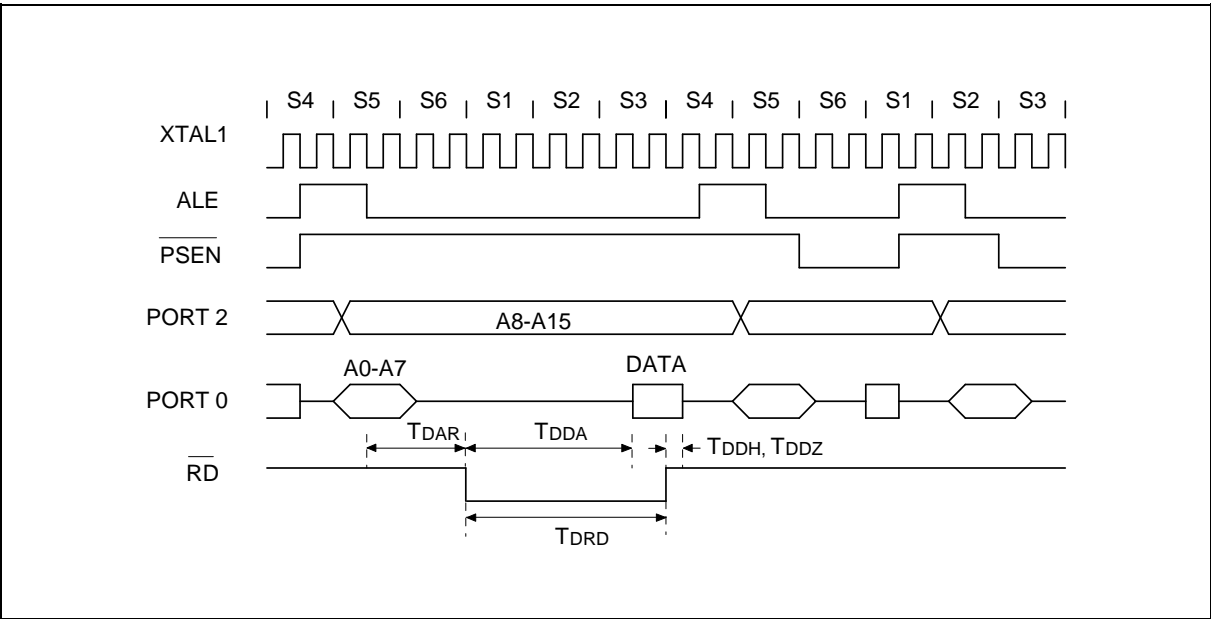 S4 S5 S6 S1 S2 S3 S4 S5 S6 S1 S2 S3
XTAL1
ALE
PSEN
PORT 2
A8-A15
A0-A7
DATA
PORT 0
TDAR
TDDA
TDDH, TDDZ
RD
TDRD